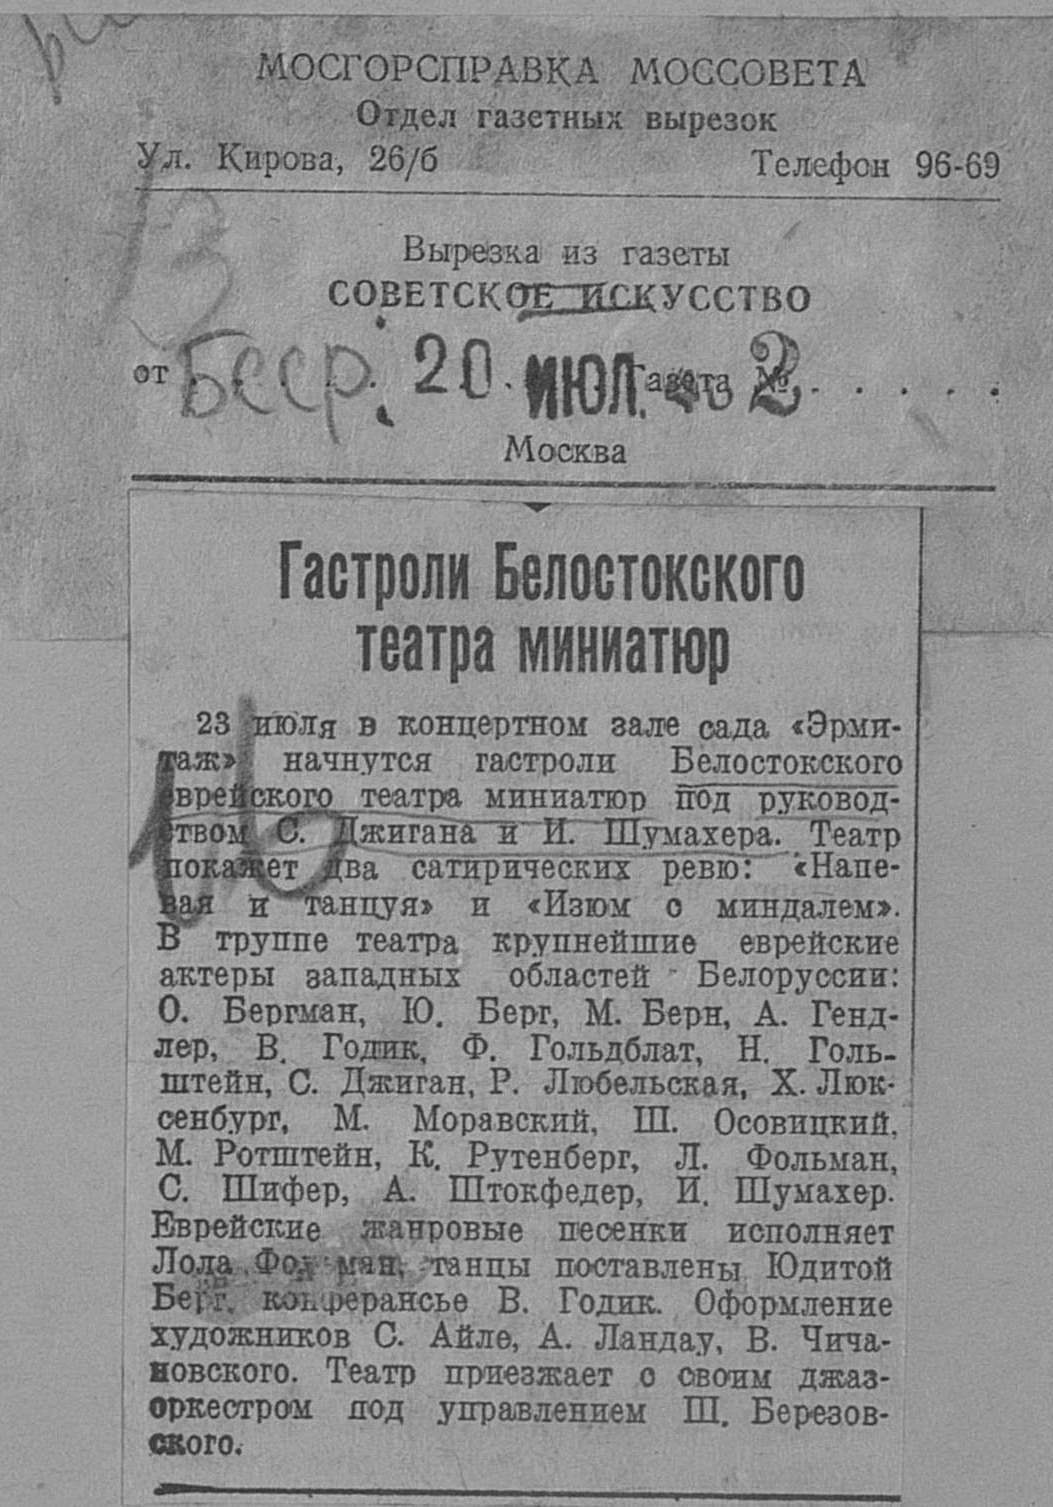 МОСГОРСПРАВКА МОССОВЕТА
Отдел газетных вырезок
Ул. Кирова, 26/б Телефон 96-69
13
Вырезка из газеты
СОВЕТСКОЕ ИСКУССТВО
от БССР. 20 ИЮЛ. Газета № 2
Москва
Гастроли Белостокского
театра миниатюр
16
23 июля в концертном зале сада «Эрми-
таж» начнутся гастроли Белостокского
еврейского театра миниатюр под руковод-
ством С. Джигана и И. Шумахера. Театр
покажет два сатирических ревю: «Напе-
вая и танцуя» и «Изюм с миндалем».
В труппе театра крупнейшие еврейские
актеры западных областей Белоруссии:
О. Бергман, Ю. Берг, М. Берн, А. Генд-
лер, В. Годик, Ф. Гольдблат, Н. Голь-
штейн, С. Джиган, Р. Любельская, Х. Люк-
сенбург, М. Моравский, Ш. Осовицкий,
М. Ротштейн, К. Рутенберг, Л. Фольман,
С. Шифер, А. Штокфедер, И. Шумахер.
Еврейские жанровые песенки исполняет
Лола Фольман, танцы поставлены Юдитой
Берг, конферансье В. Годик. Оформление
художников С. Айле, А. Ландау, В. Чича-
новского. Театр приезжает с своим джаз-
оркестром под управлением Ш. Березов-
ского.